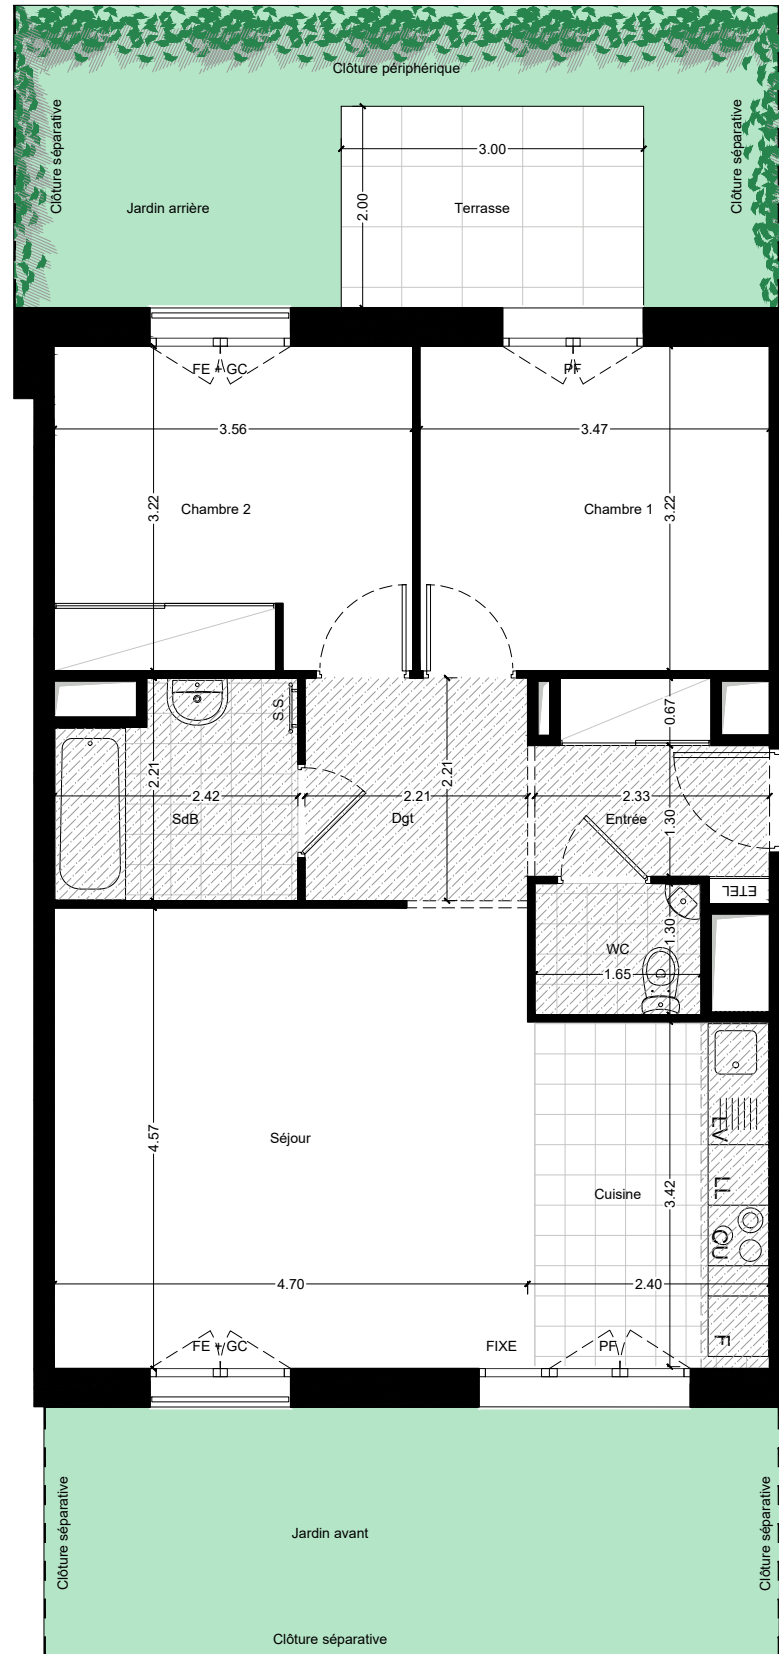 Clôture périphérique
Clôture séparative
Clôture séparative
3.00
2.00
Jardin arrière
Terrasse
FE + GC
PF
3.56
3.47
3.22
Chambre 2
Chambre 1
3.22
S.S.
0.67
2.21
2.21
2.42
2.21
2.33
SdB
Dgt
Entrée
1.30
ETEL
1.30
WC
1.65
4.57
Séjour
EV
LL
Cuisine
3.42
CU
4.70
2.40
FE + GC
FIXE
PF
F
Clôture séparative
Clôture séparative
Jardin avant
Clôture séparative